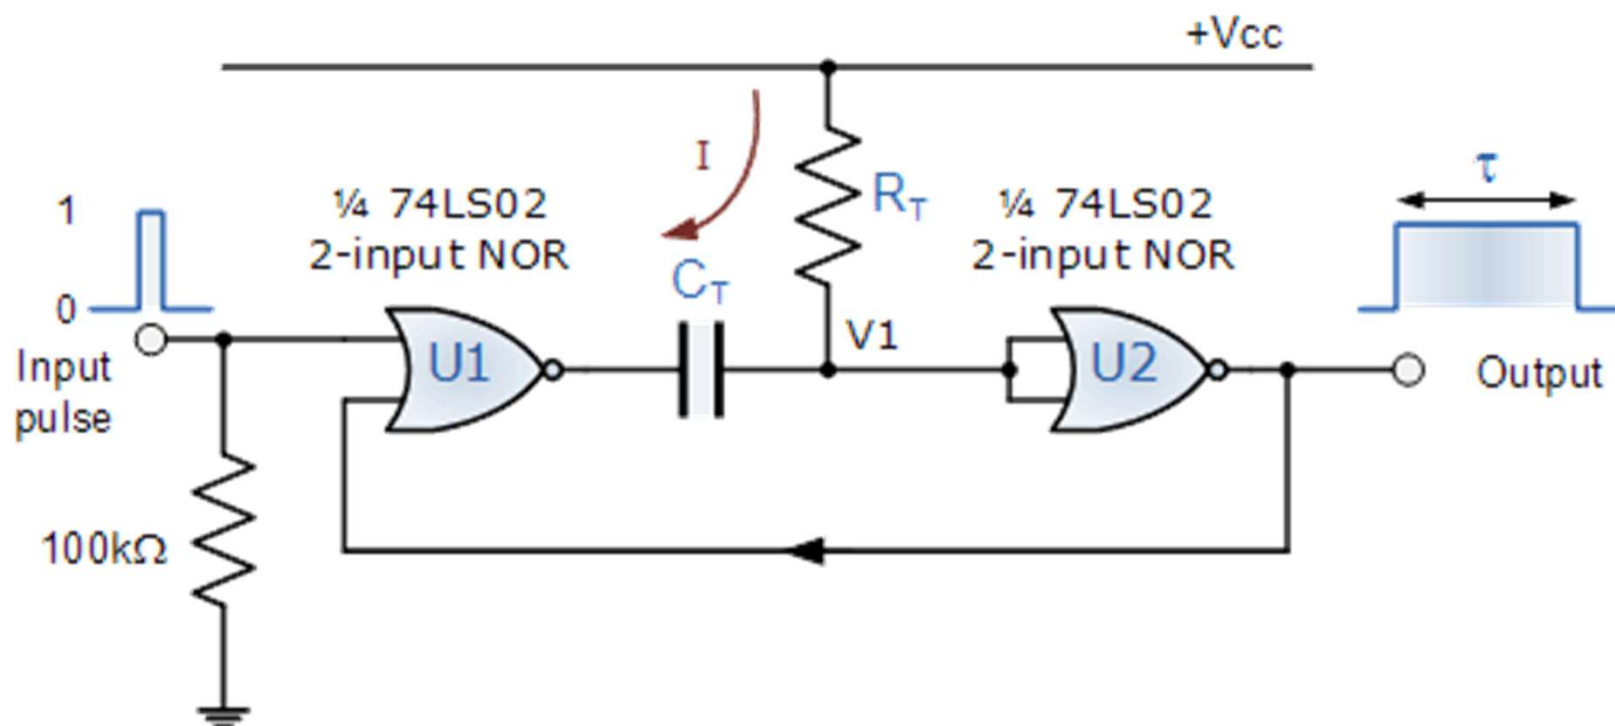 +Vcc
I
¼ 74LS02
2-input NOR
R_T
¼ 74LS02
2-input NOR
τ
1
0
C_T
V1
U1
U2
Input
pulse
Output
100kΩ